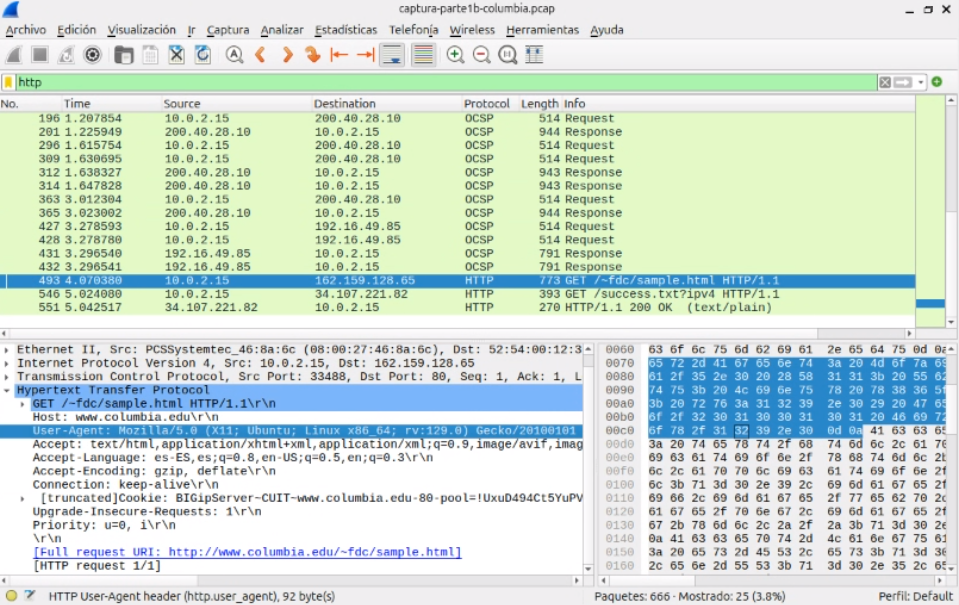 captura-parte1b-columbia.pcap
Archivo Edición Visualización Ir Captura Analizar Estadísticas Telefonía Wireless Herramientas Ayuda
http
No. Time Source Destination Protocol Length Info
196 1.207854 10.0.2.15 200.40.28.10 OCSP 514 Request
201 1.225949 200.40.28.10 10.0.2.15 OCSP 944 Response
296 1.615754 10.0.2.15 200.40.28.10 OCSP 514 Request
309 1.630695 10.0.2.15 200.40.28.10 OCSP 514 Request
312 1.638327 200.40.28.10 10.0.2.15 OCSP 943 Response
314 1.647828 200.40.28.10 10.0.2.15 OCSP 943 Response
363 3.012304 10.0.2.15 200.40.28.10 OCSP 514 Request
365 3.023002 200.40.28.10 10.0.2.15 OCSP 944 Response
427 3.278593 10.0.2.15 192.16.49.85 OCSP 514 Request
428 3.278780 10.0.2.15 192.16.49.85 OCSP 514 Request
431 3.296540 192.16.49.85 10.0.2.15 OCSP 791 Response
432 3.296541 192.16.49.85 10.0.2.15 OCSP 791 Response
493 4.070380 10.0.2.15 162.159.128.65 HTTP 773 GET /~fdc/sample.html HTTP/1.1
546 5.024080 10.0.2.15 34.107.221.82 HTTP 393 GET /success.txt?ipv4 HTTP/1.1
551 5.042517 34.107.221.82 10.0.2.15 HTTP 270 HTTP/1.1 200 OK (text/plain)
Ethernet II, Src: PCSSystemtec_46:8a:6c (08:00:27:46:8a:6c), Dst: 52:54:00:12:3
Internet Protocol Version 4, Src: 10.0.2.15, Dst: 162.159.128.65
Transmission Control Protocol, Src Port: 33488, Dst Port: 80, Seq: 1, Ack: 1, L
Hypertext Transfer Protocol
GET /~fdc/sample.html HTTP/1.1\r\n
Host: www.columbia.edu\r\n
User-Agent: Mozilla/5.0 (X11; Ubuntu; Linux x86_64; rv:129.0) Gecko/20100101
Accept: text/html,application/xhtml+xml,application/xml;q=0.9,image/avif,imag
Accept-Language: es-ES,es;q=0.8,en-US;q=0.5,en;q=0.3\r\n
Accept-Encoding: gzip, deflate\r\n
Connection: keep-alive\r\n
[truncated]Cookie: BIGipServer~CUIT~www.columbia.edu-80-pool=!UxuD494Ct5YuPV
Upgrade-Insecure-Requests: 1\r\n
Priority: u=0, i\r\n
\r\n
[Full request URI: http://www.columbia.edu/~fdc/sample.html]
[HTTP request 1/1]
0060 63 6f 6c 75 6d 62 69 61 2e 65 64 75 0d 0a
0070 65 72 2d 41 67 65 6e 74 3a 20 4d 6f 7a 69
0080 6c 61 2f 35 2e 30 20 28 58 31 31 3b 20 55
0090 74 75 3b 20 4c 69 6e 75 78 20 78 38 36 5f
00a0 3b 20 72 76 3a 31 32 39 2e 30 29 20 47 65
00b0 6f 2f 32 30 31 30 30 31 30 31 20 46 69 72
00c0 6f 78 2f 31 32 39 2e 30 0d 0a 41 63 63 65
00d0 3a 20 74 65 78 74 2f 68 74 6d 6c 2c 61 70
00e0 69 63 61 74 69 6f 6e 2f 78 68 74 6d 6c 2b
00f0 6c 2c 61 70 70 6c 69 63 61 74 69 6f 6e 2f
0100 6c 3b 71 3d 30 2e 39 2c 69 6d 61 67 65 2f
0110 69 66 2c 69 6d 61 67 65 2f 77 65 62 70 2c
0120 61 67 65 2f 70 6e 67 2c 69 6d 61 67 65 2f
0130 67 2b 78 6d 6c 2c 2a 2f 2a 3b 71 3d 30 2e
0140 0a 41 63 63 65 70 74 2d 4c 61 6e 67 75 61
0150 3a 20 65 73 2d 45 53 2c 65 73 3b 71 3d 30
0160 2c 65 6e 2d 55 53 3b 71 3d 30 2e 35 2c 65
HTTP User-Agent header (http.user_agent), 92 byte(s)
Paquetes: 666 · Mostrado: 25 (3.8%)
Perfil: Default